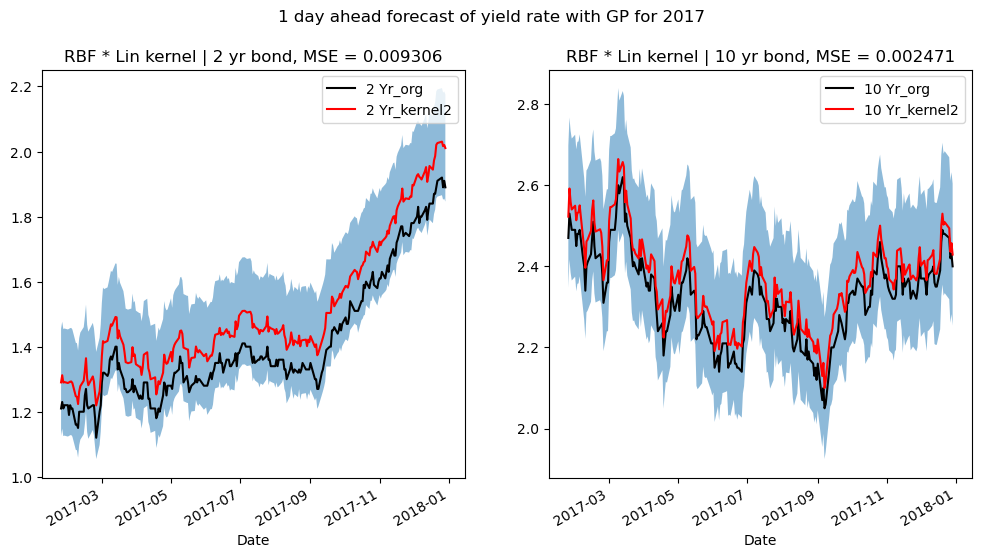 1 day ahead forecast of yield rate with GP for 2017
RBF * Lin kernel | 2 yr bond, MSE = 0.009306
2 Yr_org
2 Yr_kernel2
2.2
2.0
1.8
1.6
1.4
1.2
1.0
2017-03
2017-05
2017-07
2017-09
2017-11
2018-01
Date
RBF * Lin kernel | 10 yr bond, MSE = 0.002471
10 Yr_org
10 Yr_kernel2
2.8
2.6
2.4
2.2
2.0
2017-03
2017-05
2017-07
2017-09
2017-11
2018-01
Date